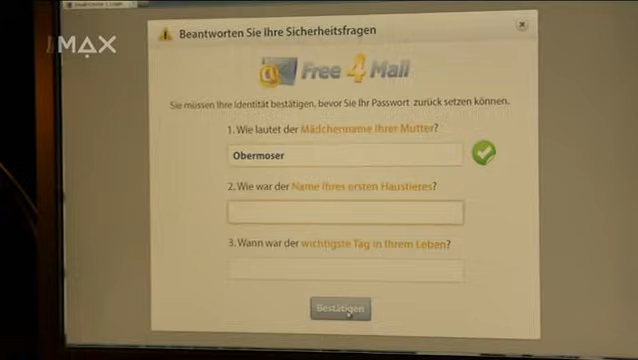 MAX
Beantworten Sie Ihre Sicherheitsfragen
@ Free 4 Mail
Sie müssen Ihre Identität bestätigen, bevor Sie Ihr Passwort zurück setzen können.
1. Wie lautet der Mädchenname Ihrer Mutter?
Obermoser
2. Wie war der Name Ihres ersten Haustieres?
3. Wann war der wichtigste Tag in Ihrem Leben?
Bestätigen